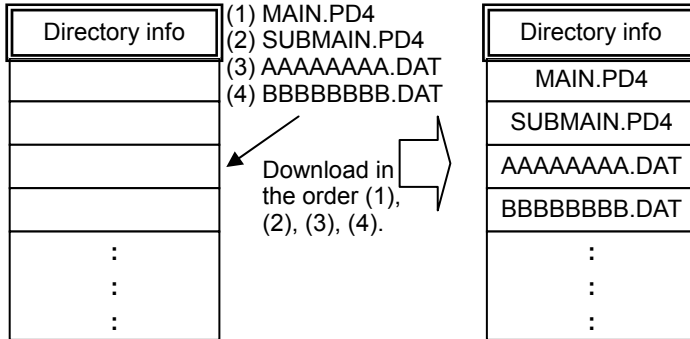 Directory info
(1) MAIN.PD4
(2) SUBMAIN.PD4
(3) AAAAAAAA.DAT
(4) BBBBBBBB.DAT
Download in
the order (1),
(2), (3), (4).
:
:
:
Directory info
MAIN.PD4
SUBMAIN.PD4
AAAAAAAA.DAT
BBBBBBBB.DAT
:
:
: